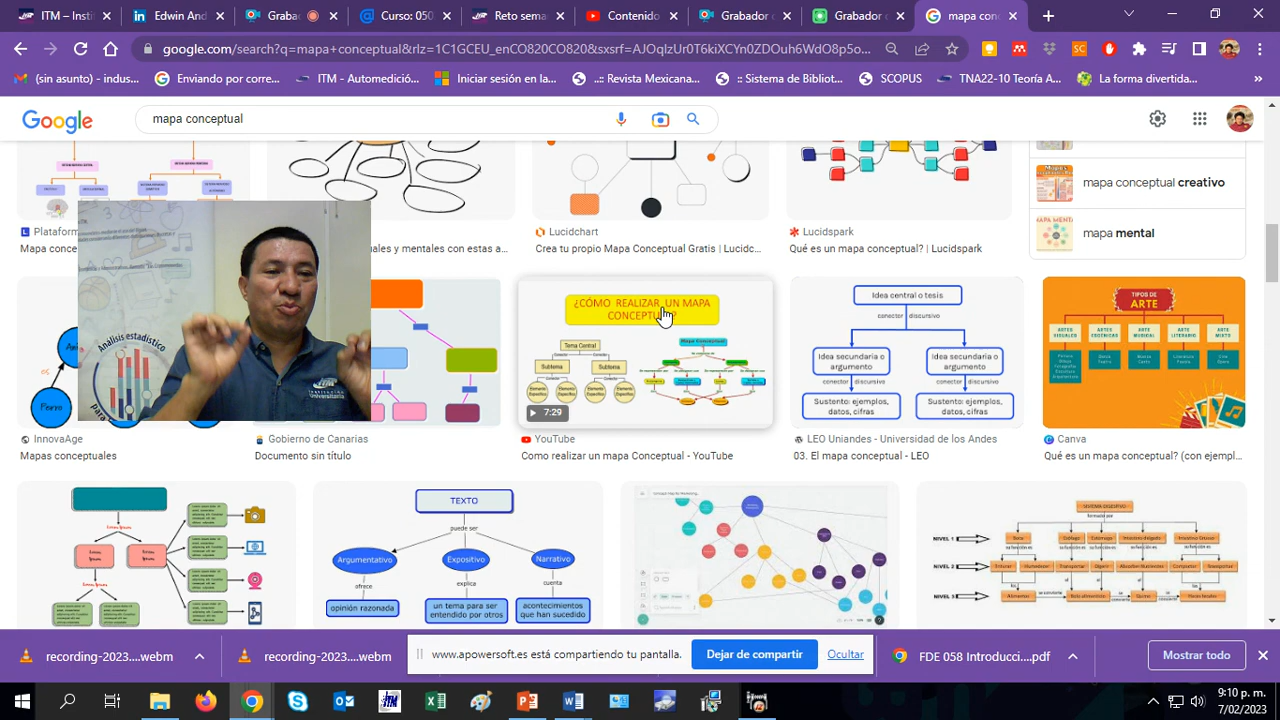 ITM – Instit
Edwin And
Grabad
Curso: 050
Reto sema
Contenido
Grabador c
Grabador c
mapa conc
google.com/search?q=mapa+conceptual&rlz=1C1GCEU_enCO820CO820&sxsrf=AJOqlzUr0T6kiXCYn0ZDOuh6WdO8p5o...
(sin asunto) - indus...
Enviando por corre...
ITM - Automedició...
Iniciar sesión en la...
..:: Revista Mexicana...
:: Sistema de Bibliot...
SCOPUS
TNA22-10 Teoría A...
La forma divertida...
Google
mapa conceptual
mapa conceptual creativo
mapa mental
Plataform
Mapa conce
ales y mentales con estas a...
Lucidchart
Crea tu propio Mapa Conceptual Gratis | Lucidc...
Lucidspark
Qué es un mapa conceptual? | Lucidspark
¿CÓMO REALIZAR UN MAPA
CONCEPTU
Tema Central
Subtema
Subtema
7:29
Idea central o tesis
conector discursivo
Idea secundaria o
argumento
Idea secundaria o
argumento
conector discursivo
conector discursivo
Sustento: ejemplos,
datos, cifras
Sustento: ejemplos,
datos, cifras
TIPOS DE
ARTE
Perro
Análisis estadístico
InnovaAge
Mapas conceptuales
Gobierno de Canarias
Documento sin título
YouTube
Como realizar un mapa Conceptual - YouTube
LEO Uniandes - Universidad de los Andes
03. El mapa conceptual - LEO
Canva
Qué es un mapa conceptual? (con ejempl...
TEXTO
puede ser
Argumentativo
Expositivo
Narrativo
ofrece
explica
cuenta
opinión razonada
un tema para ser
entendido por otros
acontecimientos
que han sucedido
SISTEMA DIGESTIVO
NIVEL 1
NIVEL 2
NIVEL 3
recording-2023....webm
recording-2023....webm
www.apowersoft.es está compartiendo tu pantalla.
Dejar de compartir
Ocultar
FDE 058 Introducci....pdf
Mostrar todo
9:10 p. m.
7/02/2023